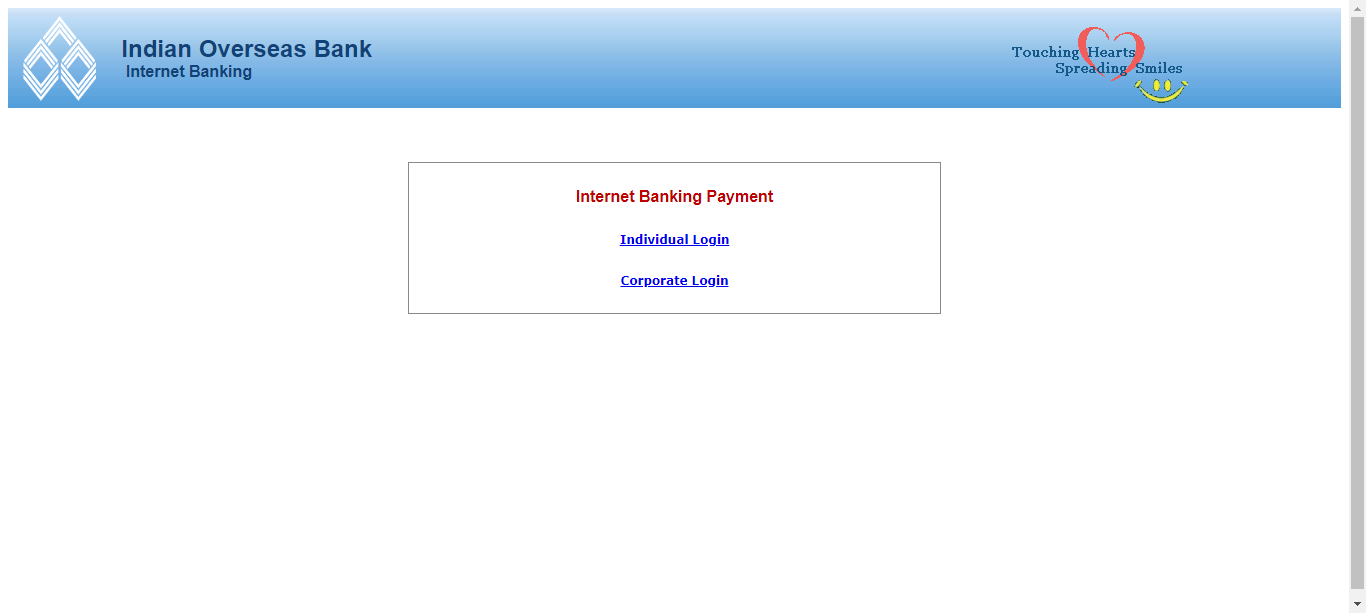 Indian Overseas Bank
Internet Banking
Touching Hearts
Spreading Smiles
Internet Banking Payment
Individual Login
Corporate Login